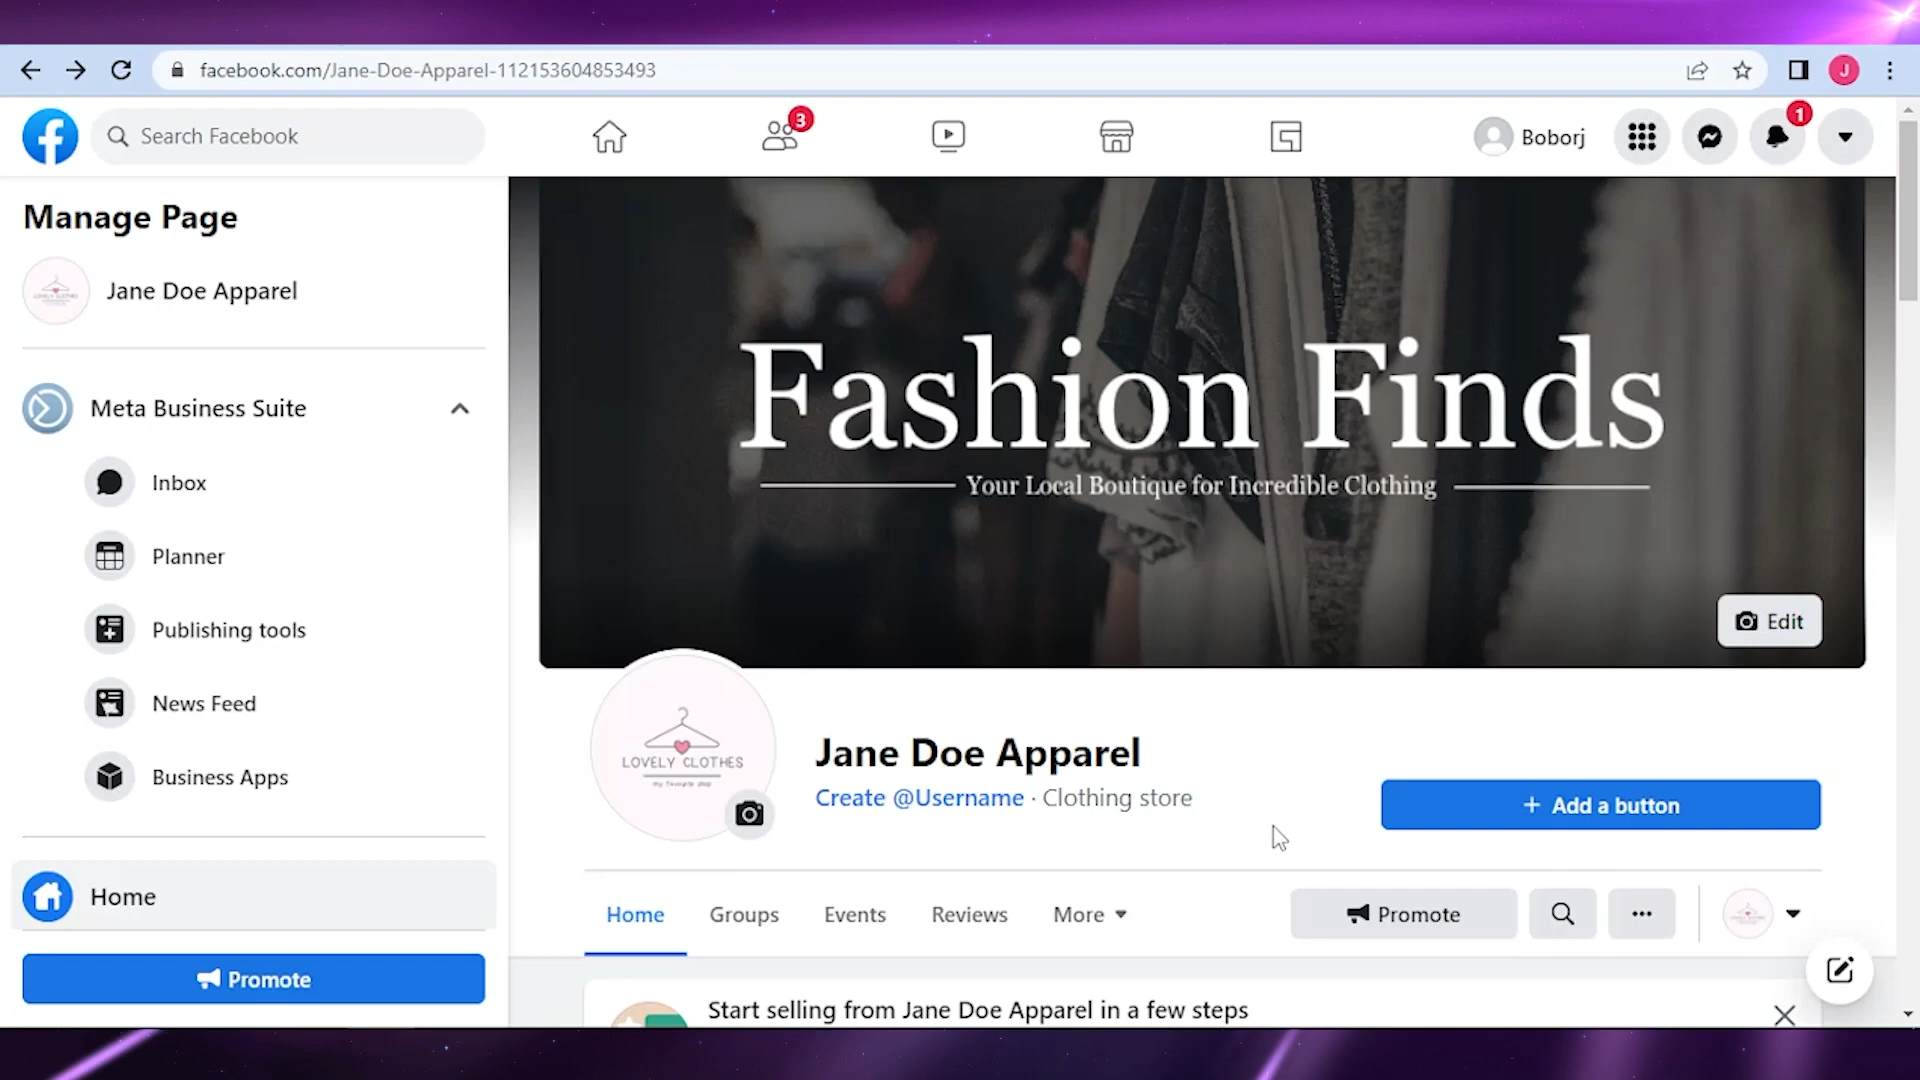 facebook.com/Jane-Doe-Apparel-112153604853493
J
Search Facebook
3
Boborj
1
Manage Page
Jane Doe Apparel
Meta Business Suite
Inbox
Planner
Publishing tools
News Feed
Business Apps
Home
Promote
Fashion Finds
Your Local Boutique for Incredible Clothing
Edit
LOVELY CLOTHES
my favourite shop
Jane Doe Apparel
Create @Username · Clothing store
+ Add a button
Home Groups Events Reviews More
Promote
Start selling from Jane Doe Apparel in a few steps